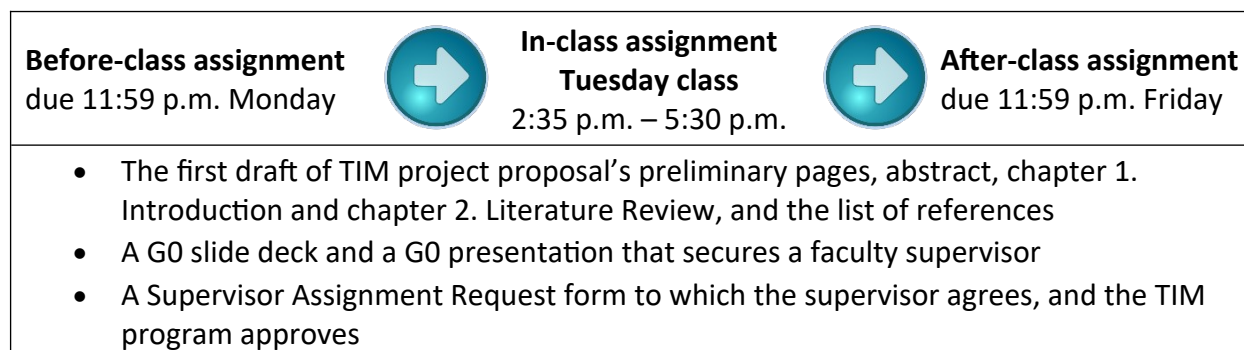 Before-class assignment
due 11:59 p.m. Monday
In-class assignment
Tuesday class
2:35 p.m. – 5:30 p.m.
After-class assignment
due 11:59 p.m. Friday
• The first draft of TIM project proposal’s preliminary pages, abstract, chapter 1.
Introduction and chapter 2. Literature Review, and the list of references
• A G0 slide deck and a G0 presentation that secures a faculty supervisor
• A Supervisor Assignment Request form to which the supervisor agrees, and the TIM
program approves